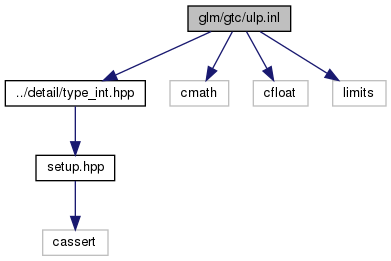 glm/gtc/ulp.inl
../detail/type_int.hpp
cmath
cfloat
limits
setup.hpp
cassert